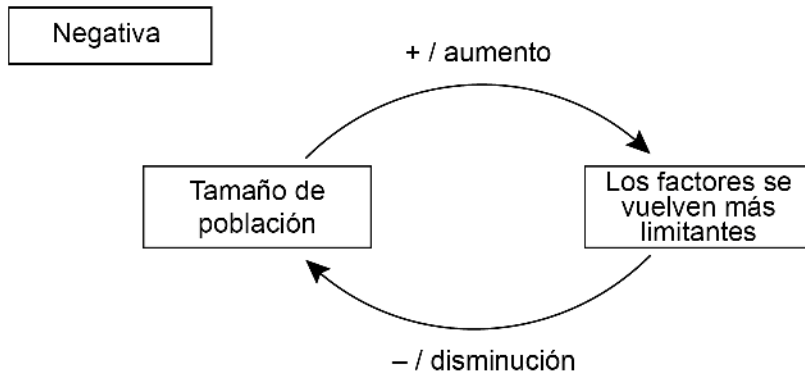 Negativa
+ / aumento
Tamaño de
población
Los factores se
vuelven más
limitantes
– / disminución